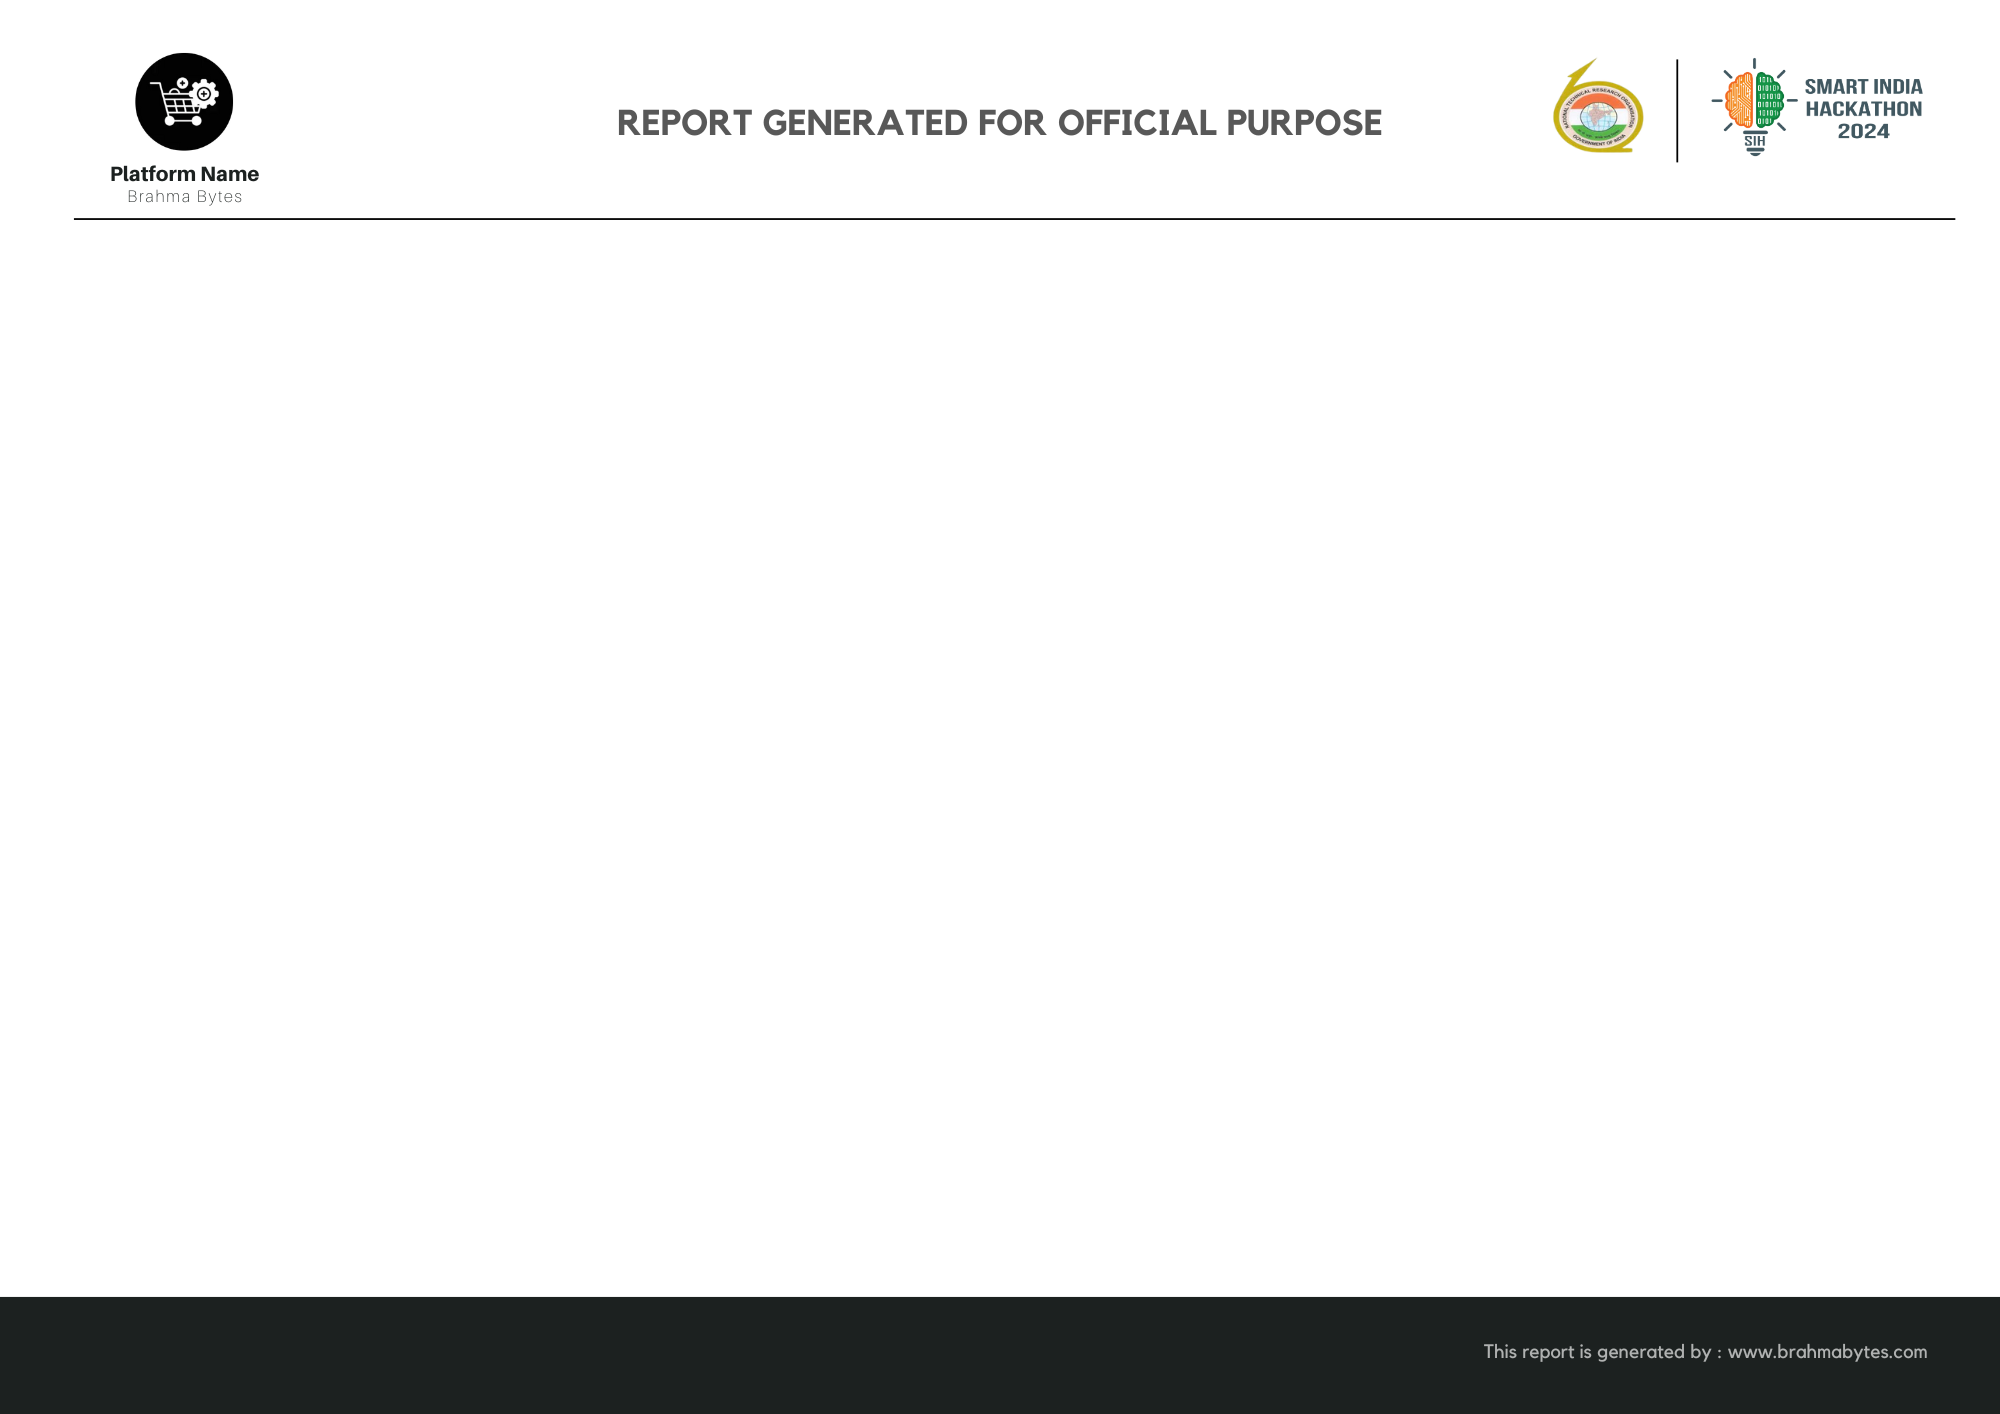 Platform Name
Brahma Bytes
REPORT GENERATED FOR OFFICIAL PURPOSE
NATIONAL TECHNICAL RESEARCH ORGANISATION
GOVERNMENT OF INDIA
SIH
SMART INDIA
HACKATHON
2024
This report is generated by : www.brahmabytes.com